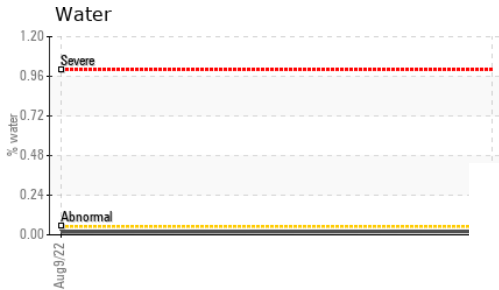 Water
1.20
Severe
0.96
0.72
% water
0.48
0.24
Abnormal
0.00
Aug9/22